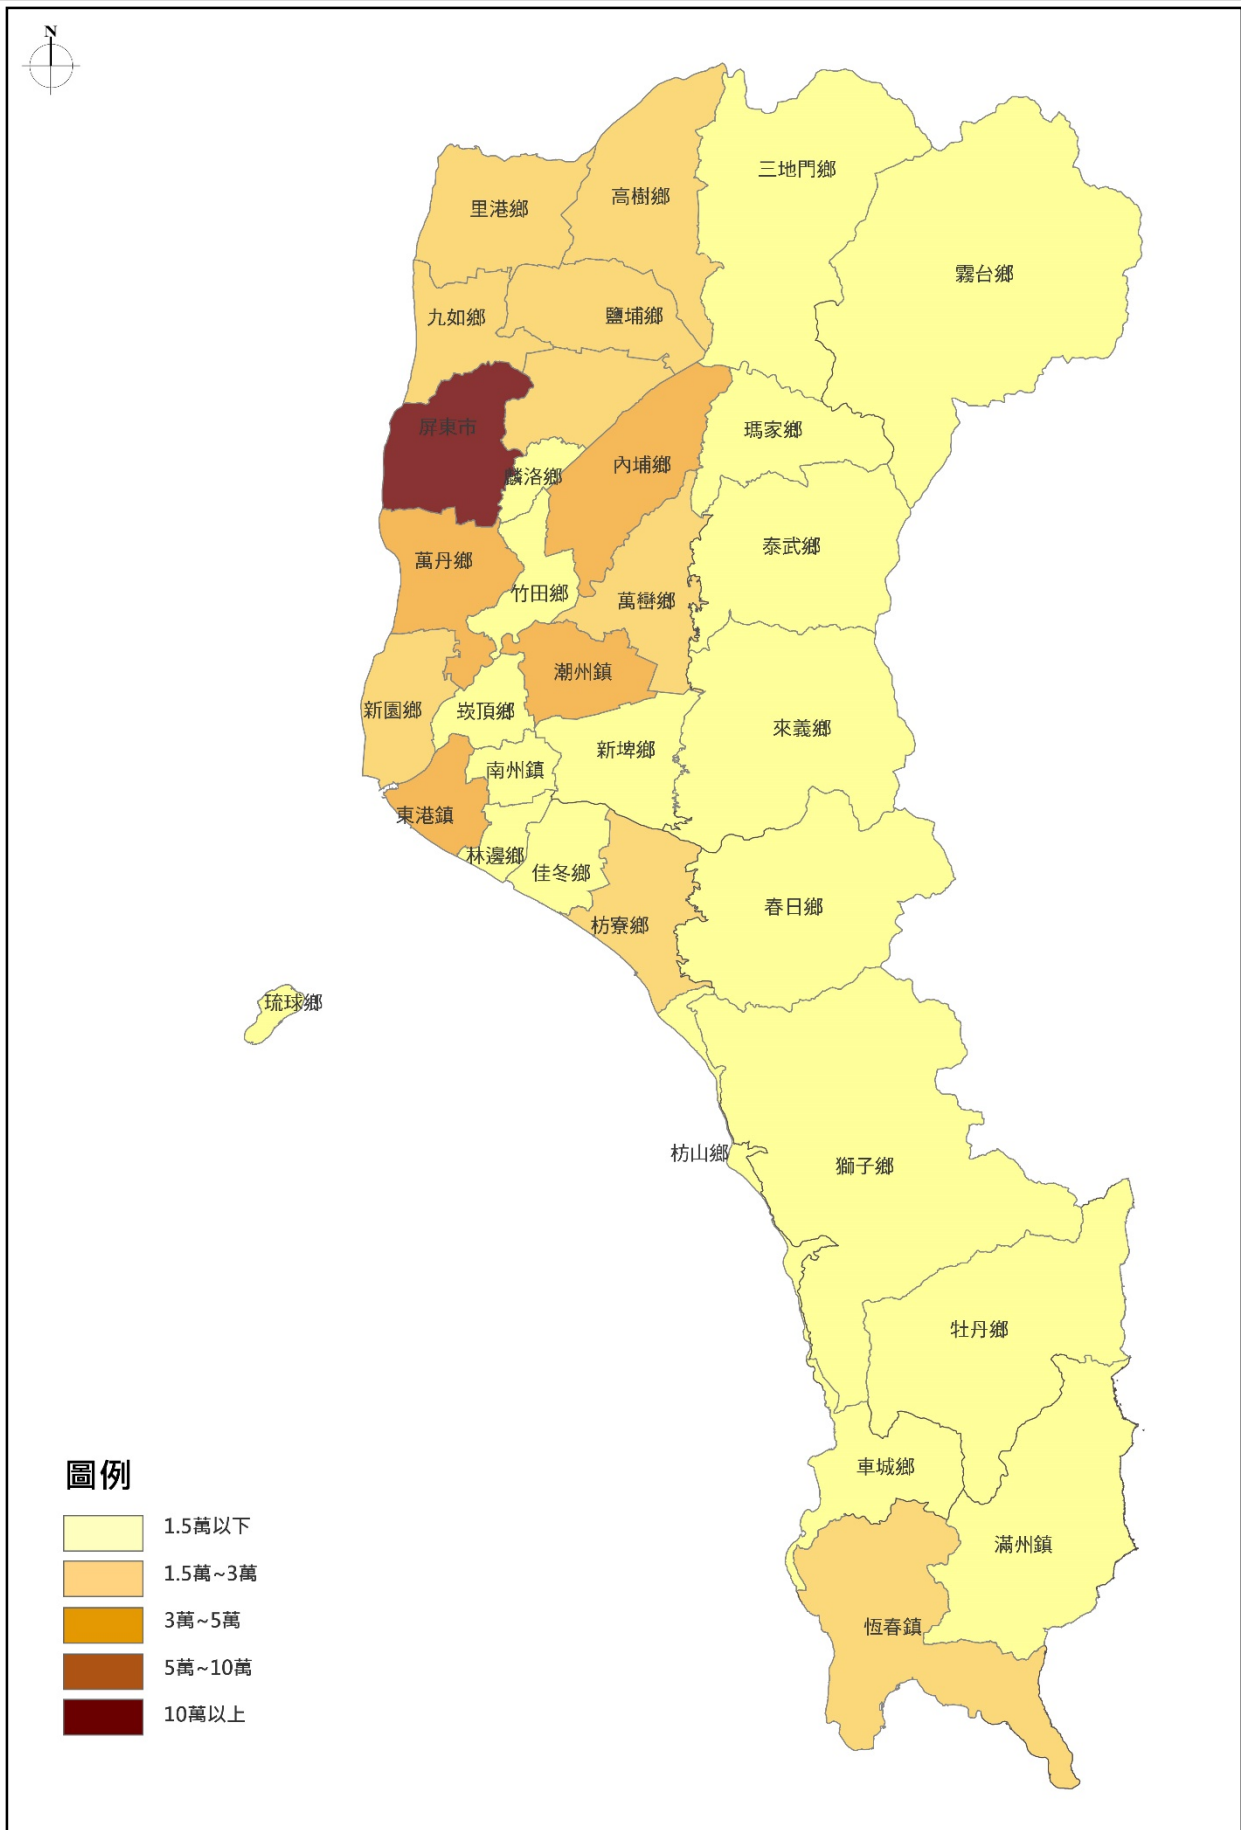 N
三地門鄉
高樹鄉
里港鄉
霧台鄉
九如鄉
鹽埔鄉
屏東市
瑪家鄉
內埔鄉
麟洛鄉
泰武鄉
萬丹鄉
竹田鄉
萬巒鄉
潮州鎮
新園鄉
崁頂鄉
來義鄉
新埤鄉
南州鎮
東港鎮
林邊鄉
佳冬鄉
春日鄉
枋寮鄉
琉球鄉
枋山鄉
獅子鄉
牡丹鄉
車城鄉
滿州鎮
恆春鎮
圖例
1.5萬以下
1.5萬~3萬
3萬~5萬
5萬~10萬
10萬以上